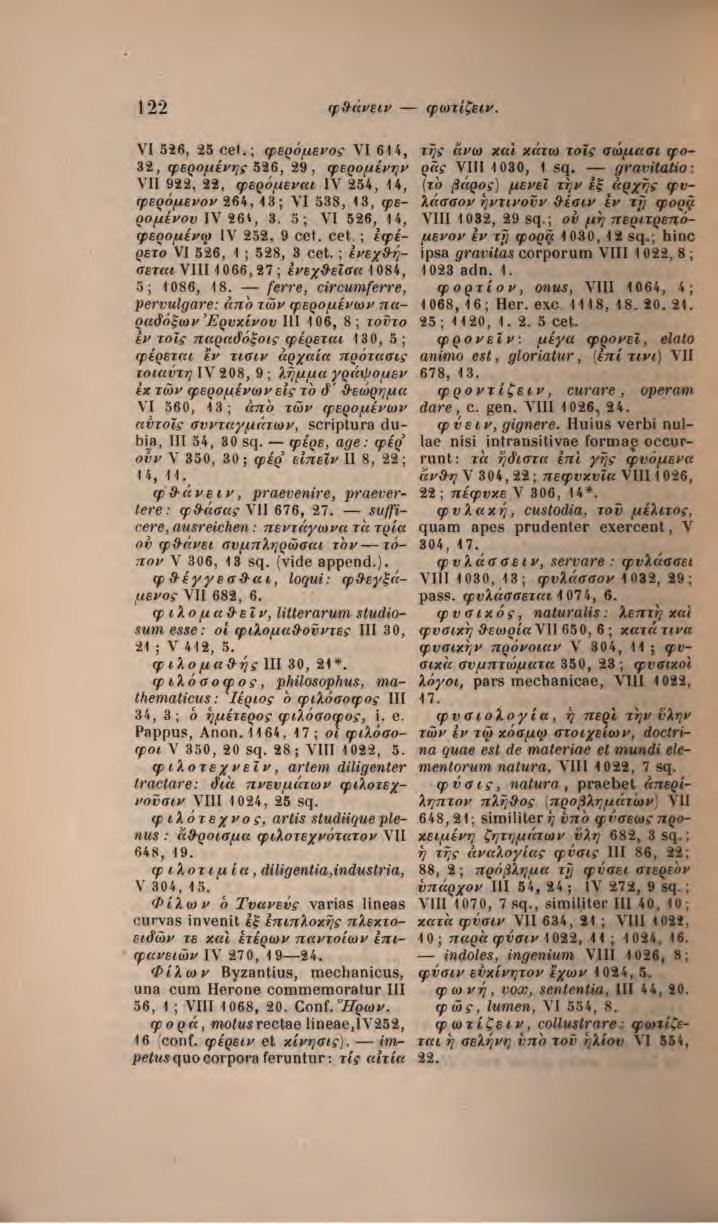 122 φθάνειν — φωτίζειν.
VI 526, 25 cet.; φερόμενος VI 614,
32, φερομένης 526, 29, φερομένην
VII 922, 22, φερόμεναι IV 254, 14,
φερόμενον 264, 13; VI 538, 13, φε-
ρομένου IV 261, 3. 5; VI 526, 14,
φερομένῳ IV 252, 9 cet. cet.; ἐφέ-
ρετο VI 526, 1; 528, 3 cet.; ἐνεχθή-
σεται VIII 1066, 27; ἐνεχθεῖσα 1084,
5; 1086, 18. — ferre, circumferre,
pervulgare: ἀπὸ τῶν φερομένων πα-
ραδόξων Ἐρυκίνου III 106, 8; τοῦτο
ἐν τοῖς παραδόξοις φέρεται 130, 5;
φέρεται ἔν τισιν ἀρχαία πρότασις
τοιαύτη IV 208, 9; λῆμμα γράψομεν
ἐκ τῶν φερομένων εἰς τὸ δ' θεώρημα
VI 560, 13; ἀπὸ τῶν φερομένων
αὐτοῖς συνταγμάτων, scriptura du-
bia, III 54, 30 sq. — φέρε, age: φέρ'
οὖν V 350, 30; φέρ' εἰπεῖν II 8, 22;
14, 11.
φθάνειν, praevenire, praever-
tere: φθάσας VII 676, 27. — suffi-
cere, ausreichen: πεντάγωνα τὰ τρία
οὐ φθάνει συμπληρῶσαι τὸν — τό-
πον V 306, 13 sq. (vide append.).
φθέγγεσθαι, loqui: φθεγξά-
μενος VII 682, 6.
φιλομαθεῖν, litterarum studio-
sum esse: οἱ φιλομαθοῦντες III 30,
21; V 412, 5.
φιλομαθής III 30, 21*.
φιλόσοφος, philosophus, ma-
thematicus: Ἱέριος ὁ φιλόσοφος III
34, 3; ὁ ἡμέτερος φιλόσοφος, i. e.
Pappus, Anon. 1164, 17; οἱ φιλόσο-
φοι V 350, 20 sq. 28; VIII 1022, 5.
φιλοτεχνεῖν, artem diligenter
tractare: διὰ πνευμάτων φιλοτεχ-
νοῦσιν VIII 1024, 25 sq.
φιλότεχνος, artis studiique ple-
nus: ἄθροισμα φιλοτεχνότατον VII
648, 19.
φιλοτιμία, diligentia, industria,
V 304, 15.
Φίλων ὁ Τυανεύς varias lineas
curvas invenit ἐξ ἐπιπλοκῆς πλεκτο-
ειδῶν τε καὶ ἑτέρων παντοίων ἐπι-
φανειῶν IV 270, 19—24.
Φίλων Byzantius, mechanicus,
una cum Herone commemoratur III
56, 1; VIII 1068, 20. Conf. Ἥρων.
φορά, motus rectae lineae, IV 252,
16 (conf. φέρειν et κίνησις). — im-
petus quo corpora feruntur: τίς αἰτία
τῆς ἄνω καὶ κάτω τοῖς σώμασι φο-
ρᾶς VIII 1030, 1 sq. — gravitatio:
(τὸ βάρος) μενεῖ τὴν ἐξ ἀρχῆς φυ-
λάσσον ἡντινοῦν θέσιν ἐν τῇ φορᾷ
VIII 1032, 29 sq.; οὐ μὴ περιτρεπό-
μενον ἐν τῇ φορᾷ 1030, 12 sq.; hinc
ipsa gravitas corporum VIII 1022, 8;
1023 adn. 1.
φορτίον, onus, VIII 1064, 4;
1068, 16; Her. exc. 1118, 18. 20. 21.
25; 1120, 1. 2. 5 cet.
φρονεῖν: μέγα φρονεῖ, elato
animo est, gloriatur, (ἐπί τινι) VII
678, 13.
φροντίζειν, curare, operam
dare, c. gen. VIII 1026, 24.
φύειν, gignere. Huius verbi nul-
lae nisi intransitivae formae occur-
runt: τὰ ἥδιστα ἐπὶ γῆς φυόμενα
ἄνθη V 304, 22; πεφυκυῖα VIII 1026,
22; πέφυκε V 306, 14*.
φυλακή, custodia, τοῦ μέλιτος,
quam apes prudenter exercent, V
304, 17.
φυλάσσειν, servare: φυλάσσει
VIII 1030, 13; φυλάσσον 1032, 29;
pass. φυλάσσεται 1074, 6.
φυσικός, naturalis: λεπτὴ καὶ
φυσικὴ θεωρία VII 650, 6; κατά τινα
φυσικὴν πρόνοιαν V 304, 11; φυ-
σικὰ συμπτώματα 350, 23; φυσικοὶ
λόγοι, pars mechanicae, VIII 1022,
17.
φυσιολογία, ἡ περὶ τὴν ὕλην
τῶν ἐν τῷ κόσμῳ στοιχείων, doctri-
na quae est de materiae et mundi ele-
mentorum natura, VIII 1022, 7 sq.
φύσις, natura, praebet ἀπερί-
ληπτον πλῆθος (προβλημάτων) VII
648, 21; similiter ἡ ὑπὸ φύσεως προ-
κειμένη ζητημάτων ὕλη 682, 3 sq.;
ἡ τῆς ἀναλογίας φύσις III 86, 22;
88, 2; πρόβλημα τῇ φύσει στερεὸν
ὑπάρχον III 54, 24; IV 272, 9 sq.;
VIII 1070, 7 sq., similiter III 40, 10;
κατὰ φύσιν VII 634, 21; VIII 1022,
10; παρὰ φύσιν 1022, 11; 1024, 16.
— indoles, ingenium VIII 1026, 8;
φύσιν εὐκίνητον ἔχων 1024, 5.
φωνή, vox, sententia, III 44, 20.
φῶς, lumen, VI 554, 8.
φωτίζειν, collustrare: φωτίζε-
ται ἡ σελήνη ὑπὸ τοῦ ἡλίου VI 554,
22.